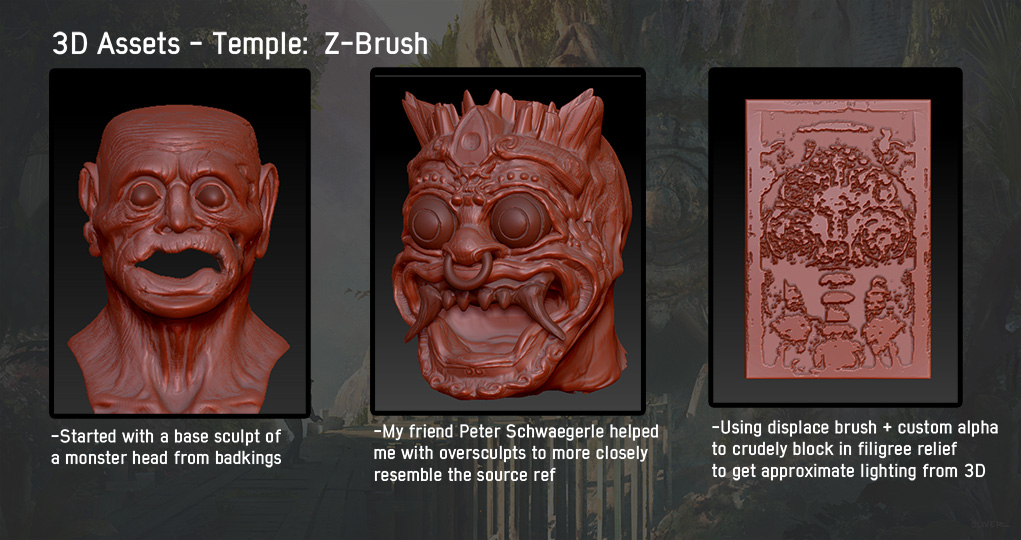 3D Assets - Temple: Z-Brush
-Started with a base sculpt of
a monster head from badkings
-My friend Peter Schwaegerle helped
me with oversculpts to more closely
resemble the source ref
-Using displace brush + custom alpha
to crudely block in filigree relief
to get approximate lighting from 3D